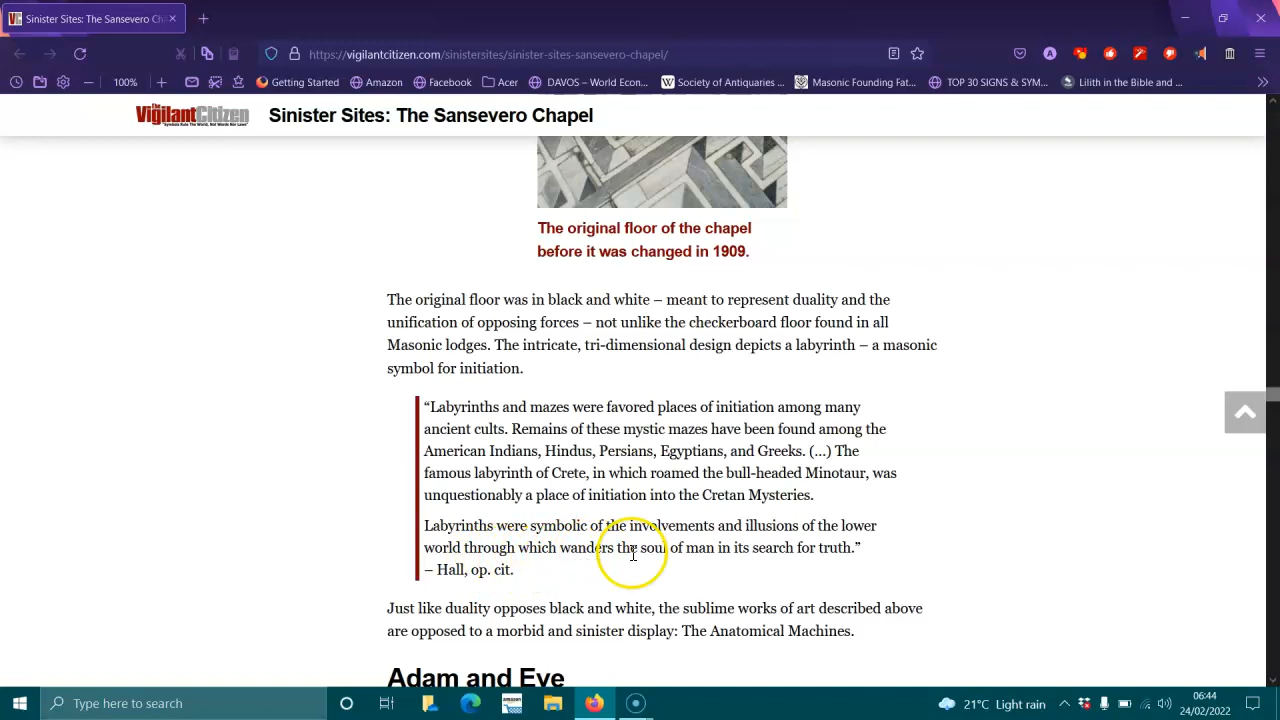 Sinister Sites: The Sansevero Ch
https://vigilantcitizen.com/sinistersites/sinister-sites-sansevero-chapel/
100%
Getting Started
Amazon
Facebook
Acer
DAVOS – World Econ...
Society of Antiquaries ...
Masonic Founding Fat...
TOP 30 SIGNS & SYM...
Lilith in the Bible and ...
The VigilantCitizen
Symbols Rule The World, Not Words Nor Laws
Sinister Sites: The Sansevero Chapel
The original floor of the chapel
before it was changed in 1909.
The original floor was in black and white – meant to represent duality and the
unification of opposing forces – not unlike the checkerboard floor found in all
Masonic lodges. The intricate, tri-dimensional design depicts a labyrinth – a masonic
symbol for initiation.
“Labyrinths and mazes were favored places of initiation among many
ancient cults. Remains of these mystic mazes have been found among the
American Indians, Hindus, Persians, Egyptians, and Greeks. (…) The
famous labyrinth of Crete, in which roamed the bull-headed Minotaur, was
unquestionably a place of initiation into the Cretan Mysteries.
Labyrinths were symbolic of the involvements and illusions of the lower
world through which wanders the soul of man in its search for truth.”
– Hall, op. cit.
Just like duality opposes black and white, the sublime works of art described above
are opposed to a morbid and sinister display: The Anatomical Machines.
Adam and Eve
Type here to search
amazon
21°C Light rain
06:44
24/02/2022